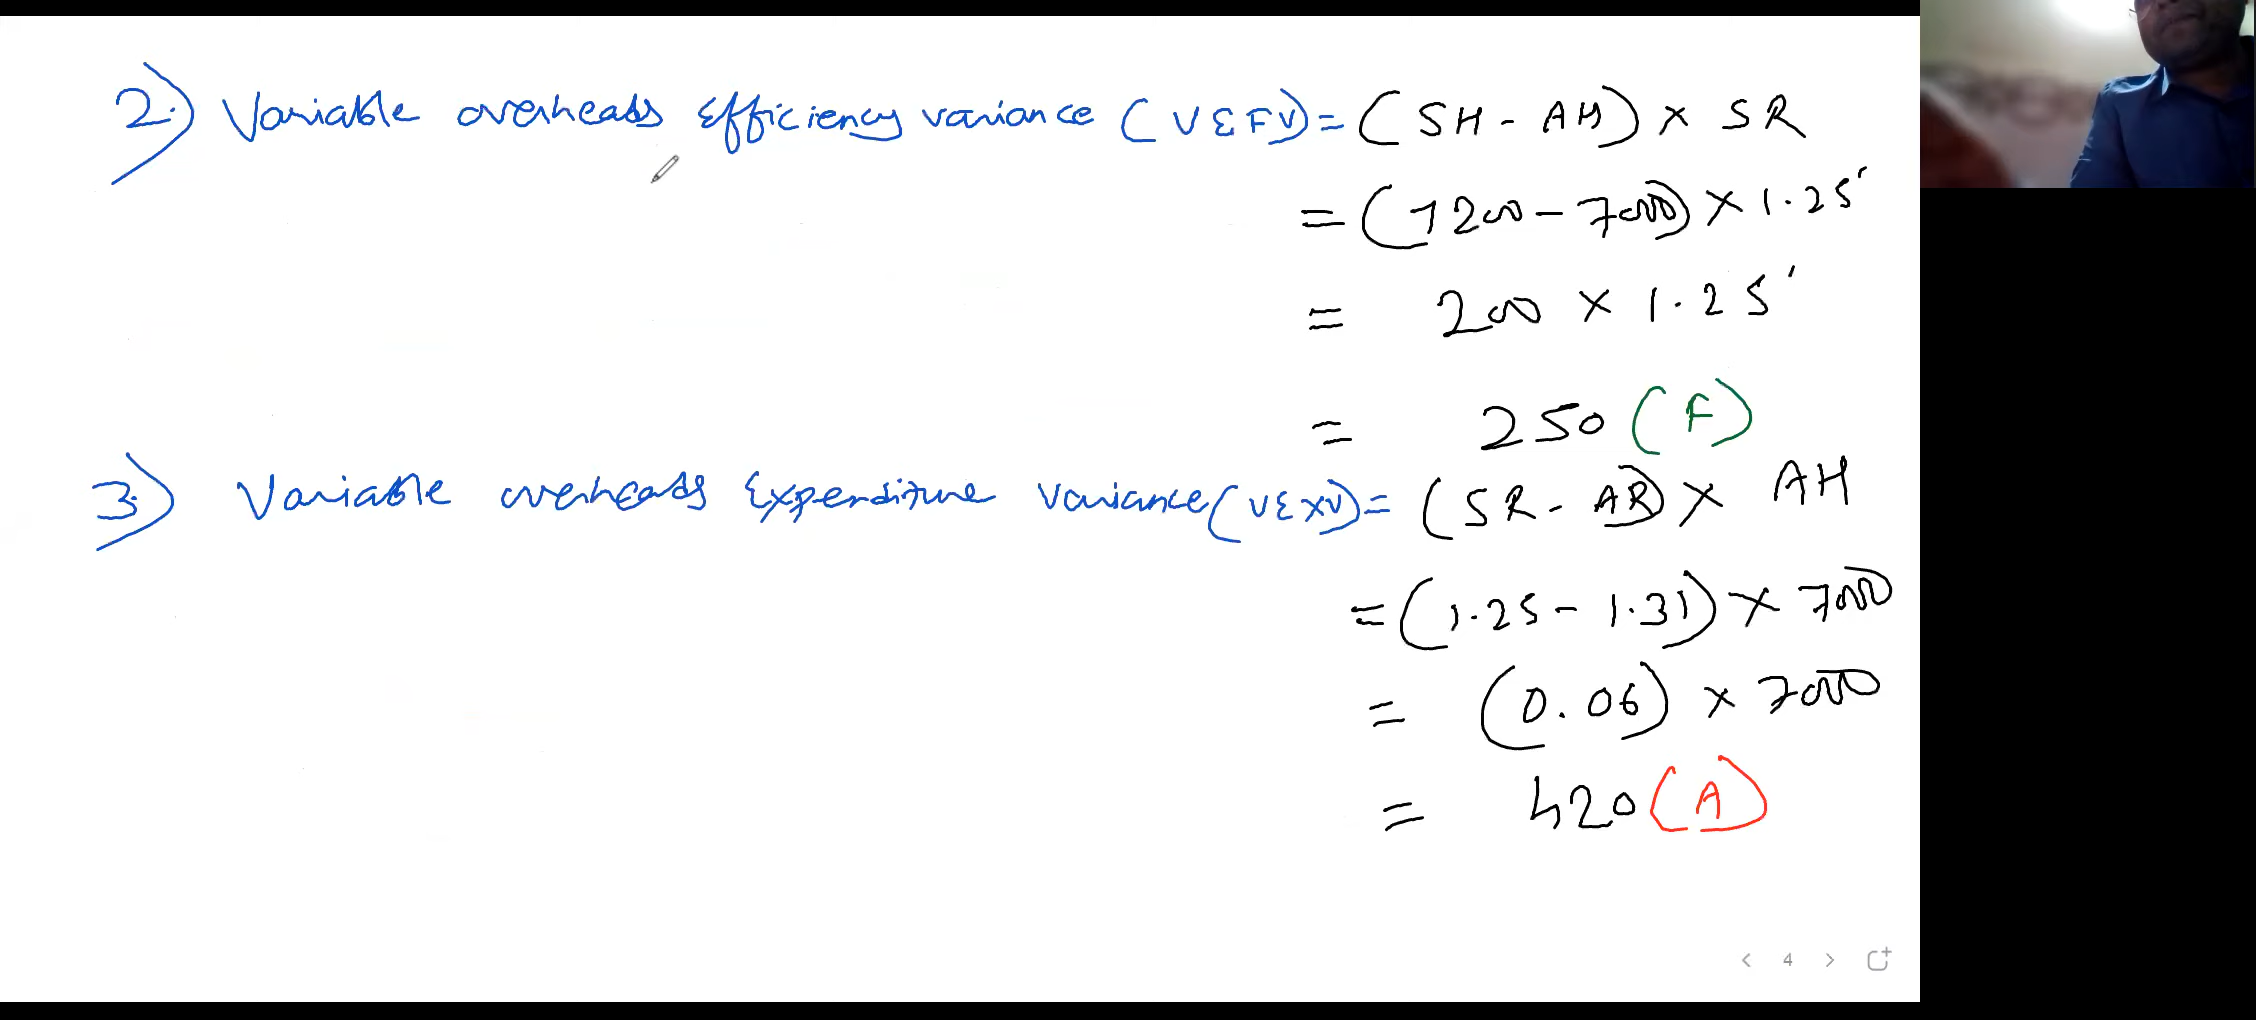 2.) Variable overheads Efficiency variance (VEFV) = (SH - AH) x SR
= (7200 - 7000) x 1.25
= 200 x 1.25
= 250 (F)
3.) Variable overheads Expenditure variance (VEXV) = (SR - AR) x AH
= (1.25 - 1.31) x 7000
= (0.06) x 7000
= 420 (A)
< 4 >